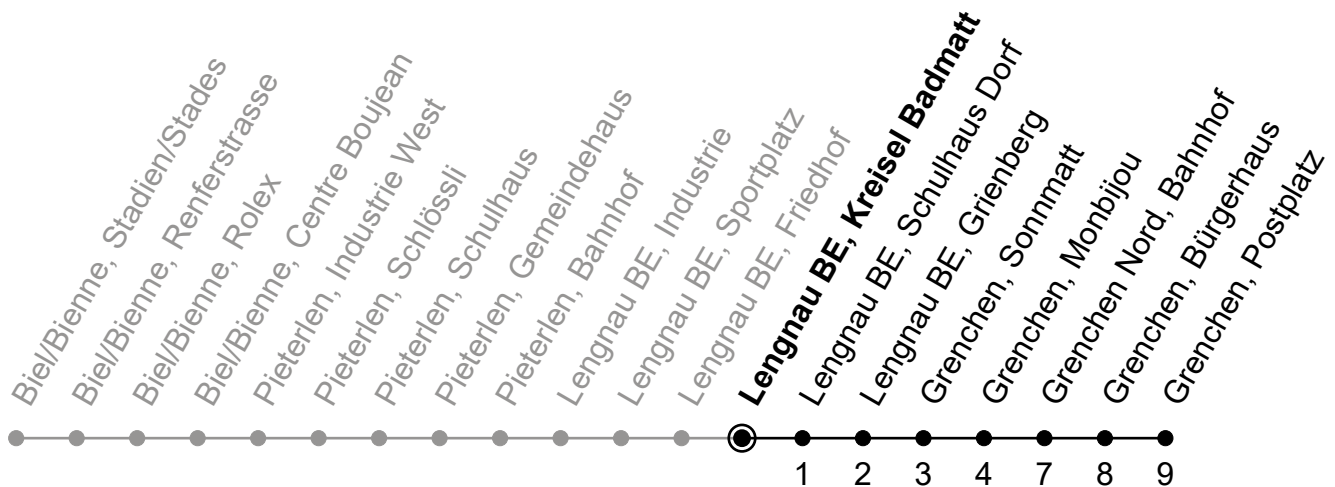 Biel/Bienne, Stadien/Stades
Biel/Bienne, Renferstrasse
Biel/Bienne, Rolex
Biel/Bienne, Centre Boujean
Pieterlen, Industrie West
Pieterlen, Schlössli
Pieterlen, Schulhaus
Pieterlen, Gemeindehaus
Pieterlen, Bahnhof
Lengnau BE, Industrie
Lengnau BE, Sportplatz
Lengnau BE, Friedhof
Lengnau BE, Kreisel Badmatt
Lengnau BE, Schulhaus Dorf
Lengnau BE, Grienberg
Grenchen, Sonnmatt
Grenchen, Monbijou
Grenchen Nord, Bahnhof
Grenchen, Bürgerhaus
Grenchen, Postplatz
1 2 3 4 7 8 9